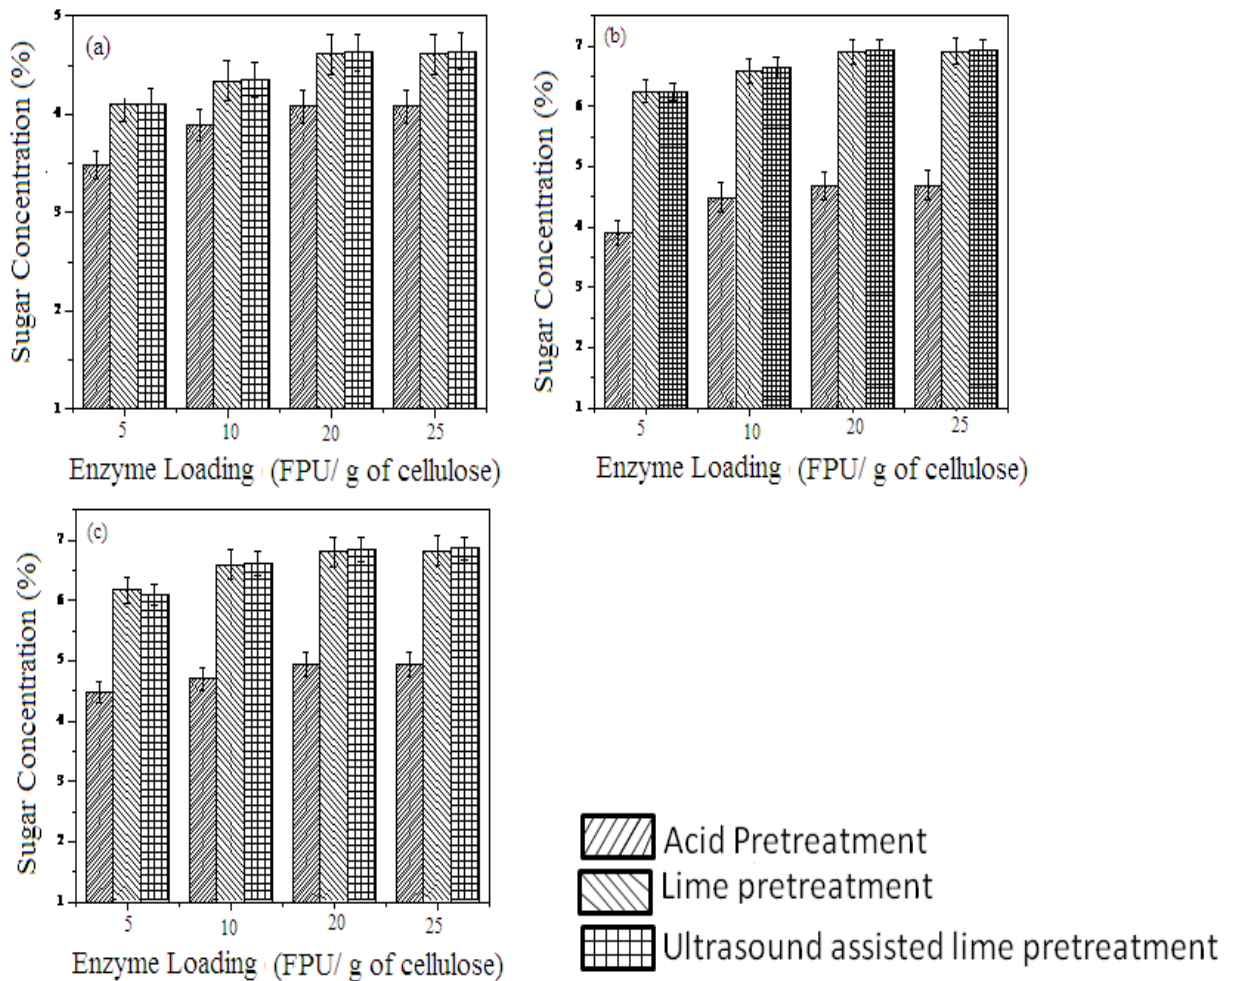 (a)
Sugar Concentration (%)
5
4
3
2
1
5 10 20 25
Enzyme Loading (FPU/ g of cellulose)
(b)
Sugar Concentration (%)
7
6
5
4
3
2
1
5 10 20 25
Enzyme Loading (FPU/ g of cellulose)
(c)
Sugar Concentration (%)
7
6
5
4
3
2
1
5 10 20 25
Enzyme Loading (FPU/ g of cellulose)
Acid Pretreatment
Lime pretreatment
Ultrasound assisted lime pretreatment